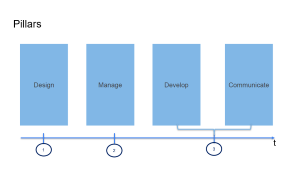 Pillars
Design Manage Develop Communicate
t
1 2 3